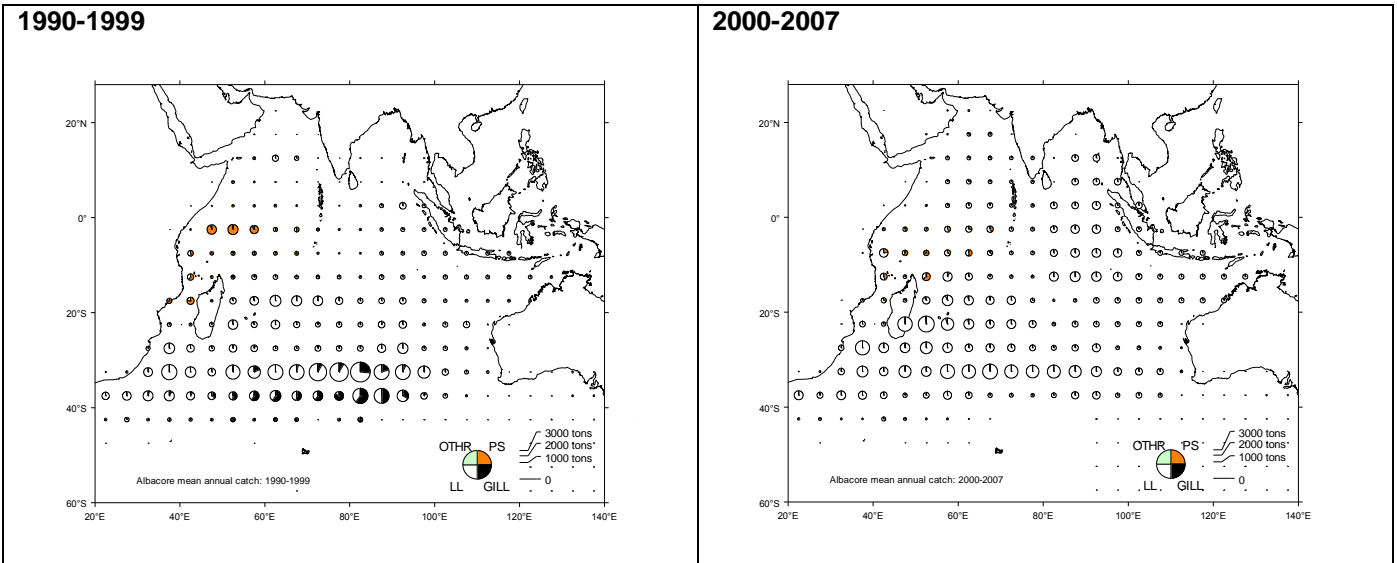 1990-1999
20°N
0°
20°S
40°S
60°S
20°E 40°E 60°E 80°E 100°E 120°E 140°E
OTHR PS
LL GILL
3000 tons
2000 tons
1000 tons
0
Albacore mean annual catch: 1990-1999
2000-2007
20°N
0°
20°S
40°S
60°S
20°E 40°E 60°E 80°E 100°E 120°E 140°E
OTHR PS
LL GILL
3000 tons
2000 tons
1000 tons
0
Albacore mean annual catch: 2000-2007